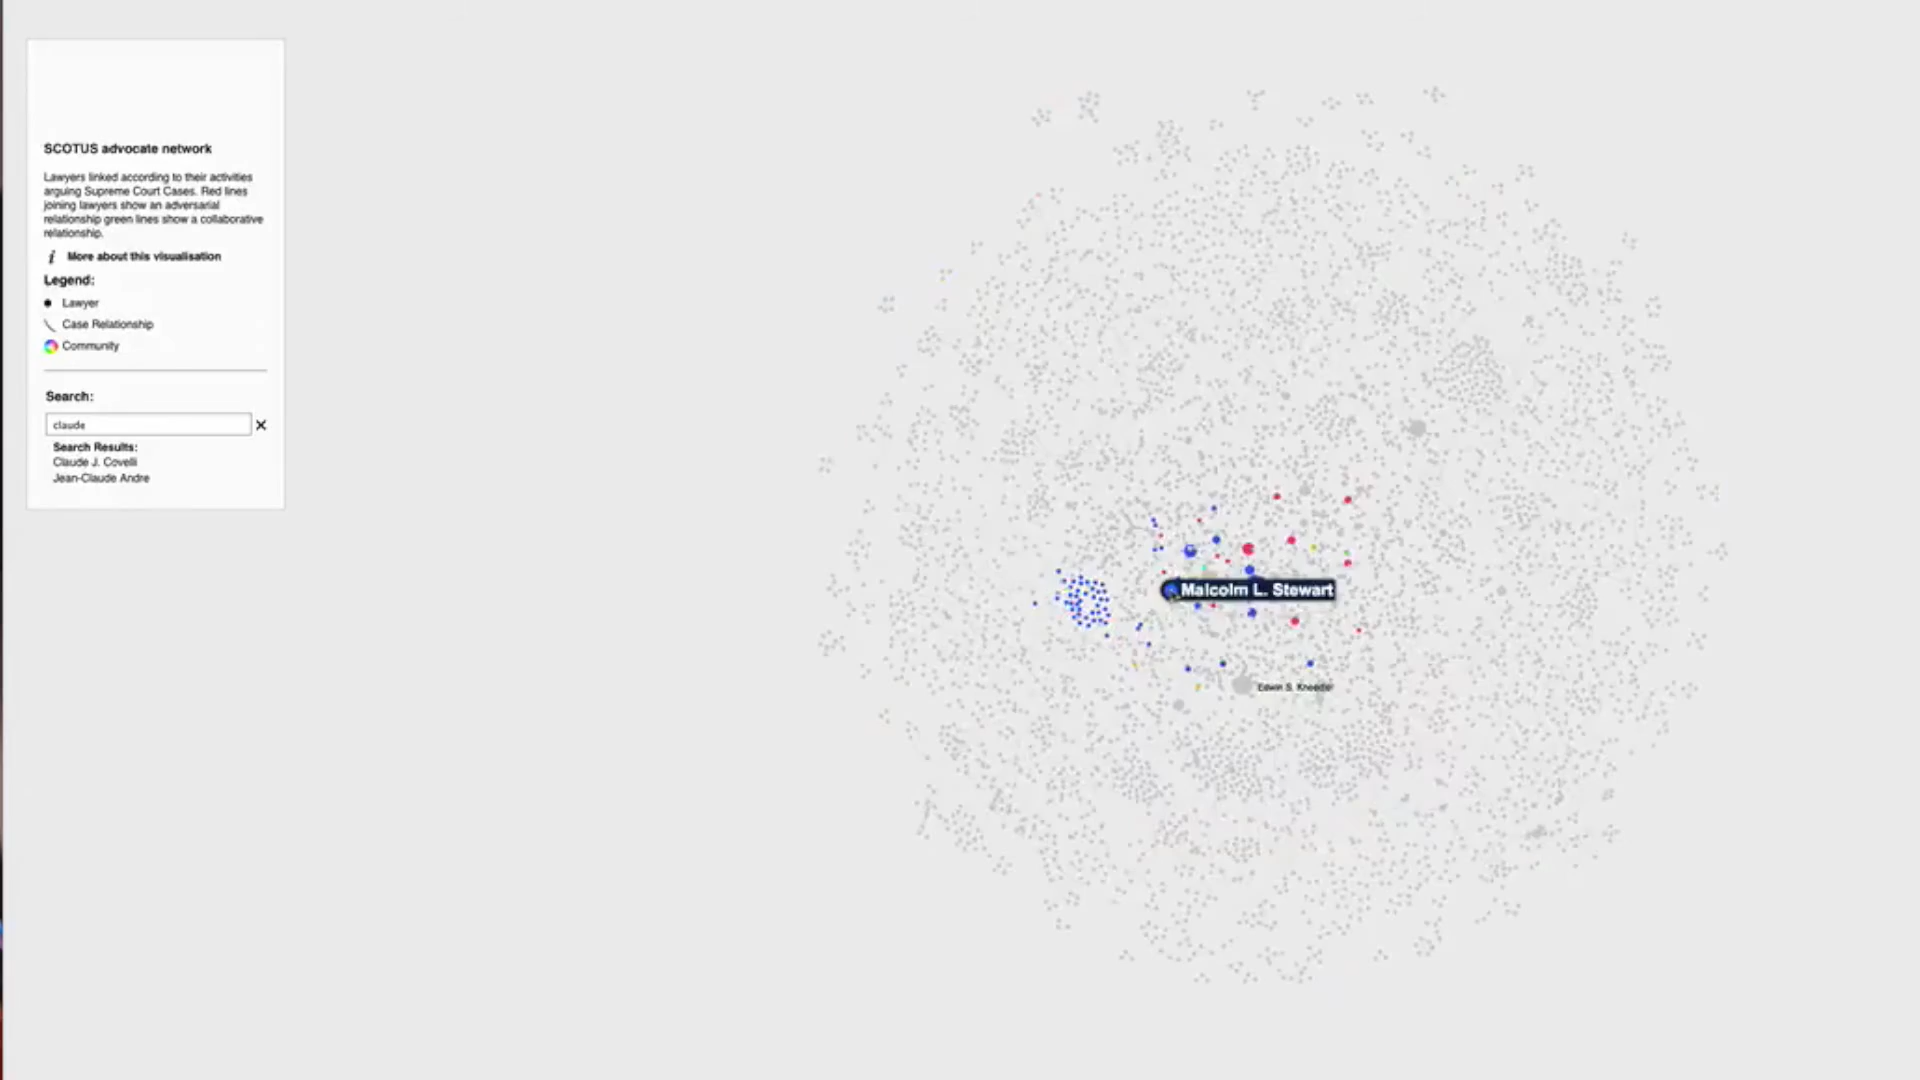 SCOTUS advocate network
Lawyers linked according to their activities
arguing Supreme Court Cases. Red lines
joining lawyers show an adversarial
relationship green lines show a collaborative
relationship.
i More about this visualisation
Legend:
Lawyer
Case Relationship
Community
Search:
claude
Search Results:
Claude J. Covelli
Jean-Claude Andre
Malcolm L. Stewart
Edwin S. Kneedler